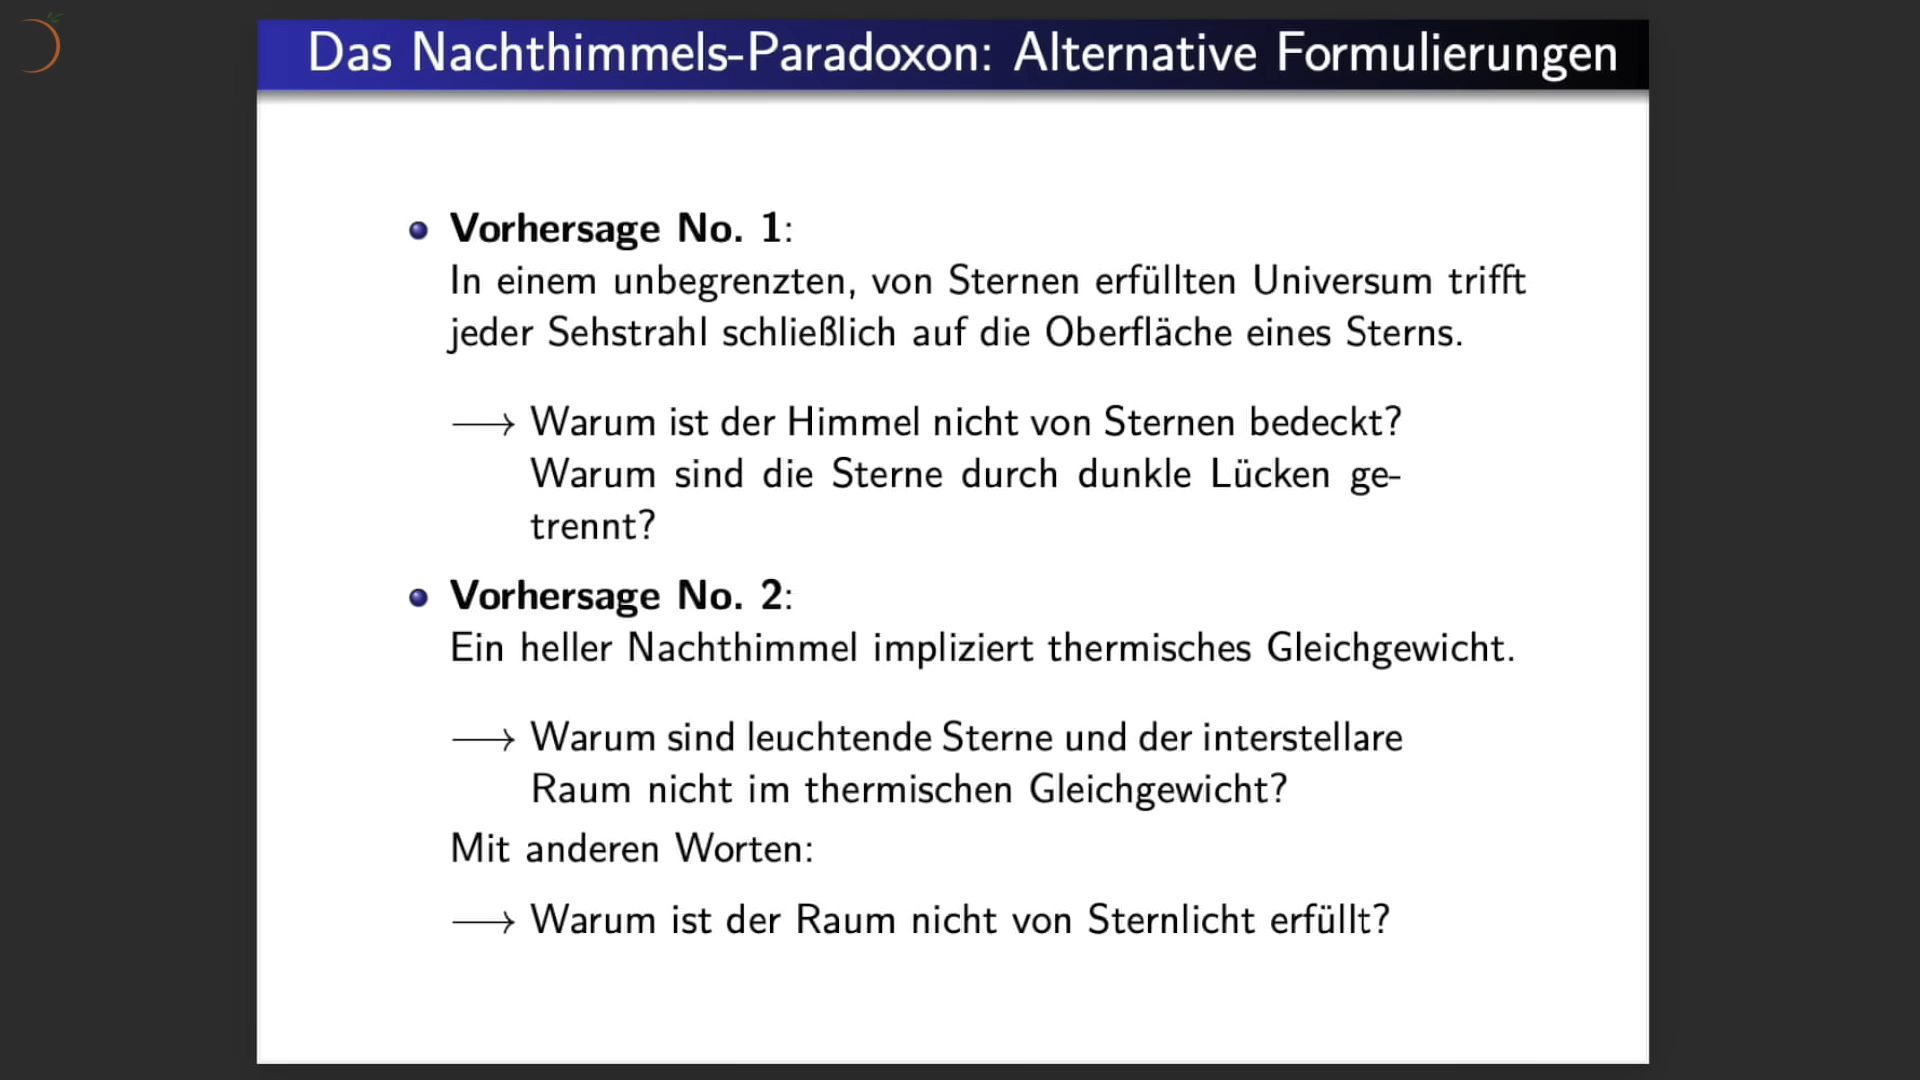 Das Nachthimmels-Paradoxon: Alternative Formulierungen
Vorhersage No. 1:
In einem unbegrenzten, von Sternen erfüllten Universum trifft
jeder Sehstrahl schließlich auf die Oberfläche eines Sterns.
⟶ Warum ist der Himmel nicht von Sternen bedeckt?
Warum sind die Sterne durch dunkle Lücken ge-
trennt?
Vorhersage No. 2:
Ein heller Nachthimmel impliziert thermisches Gleichgewicht.
⟶ Warum sind leuchtende Sterne und der interstellare
Raum nicht im thermischen Gleichgewicht?
Mit anderen Worten:
⟶ Warum ist der Raum nicht von Sternlicht erfüllt?